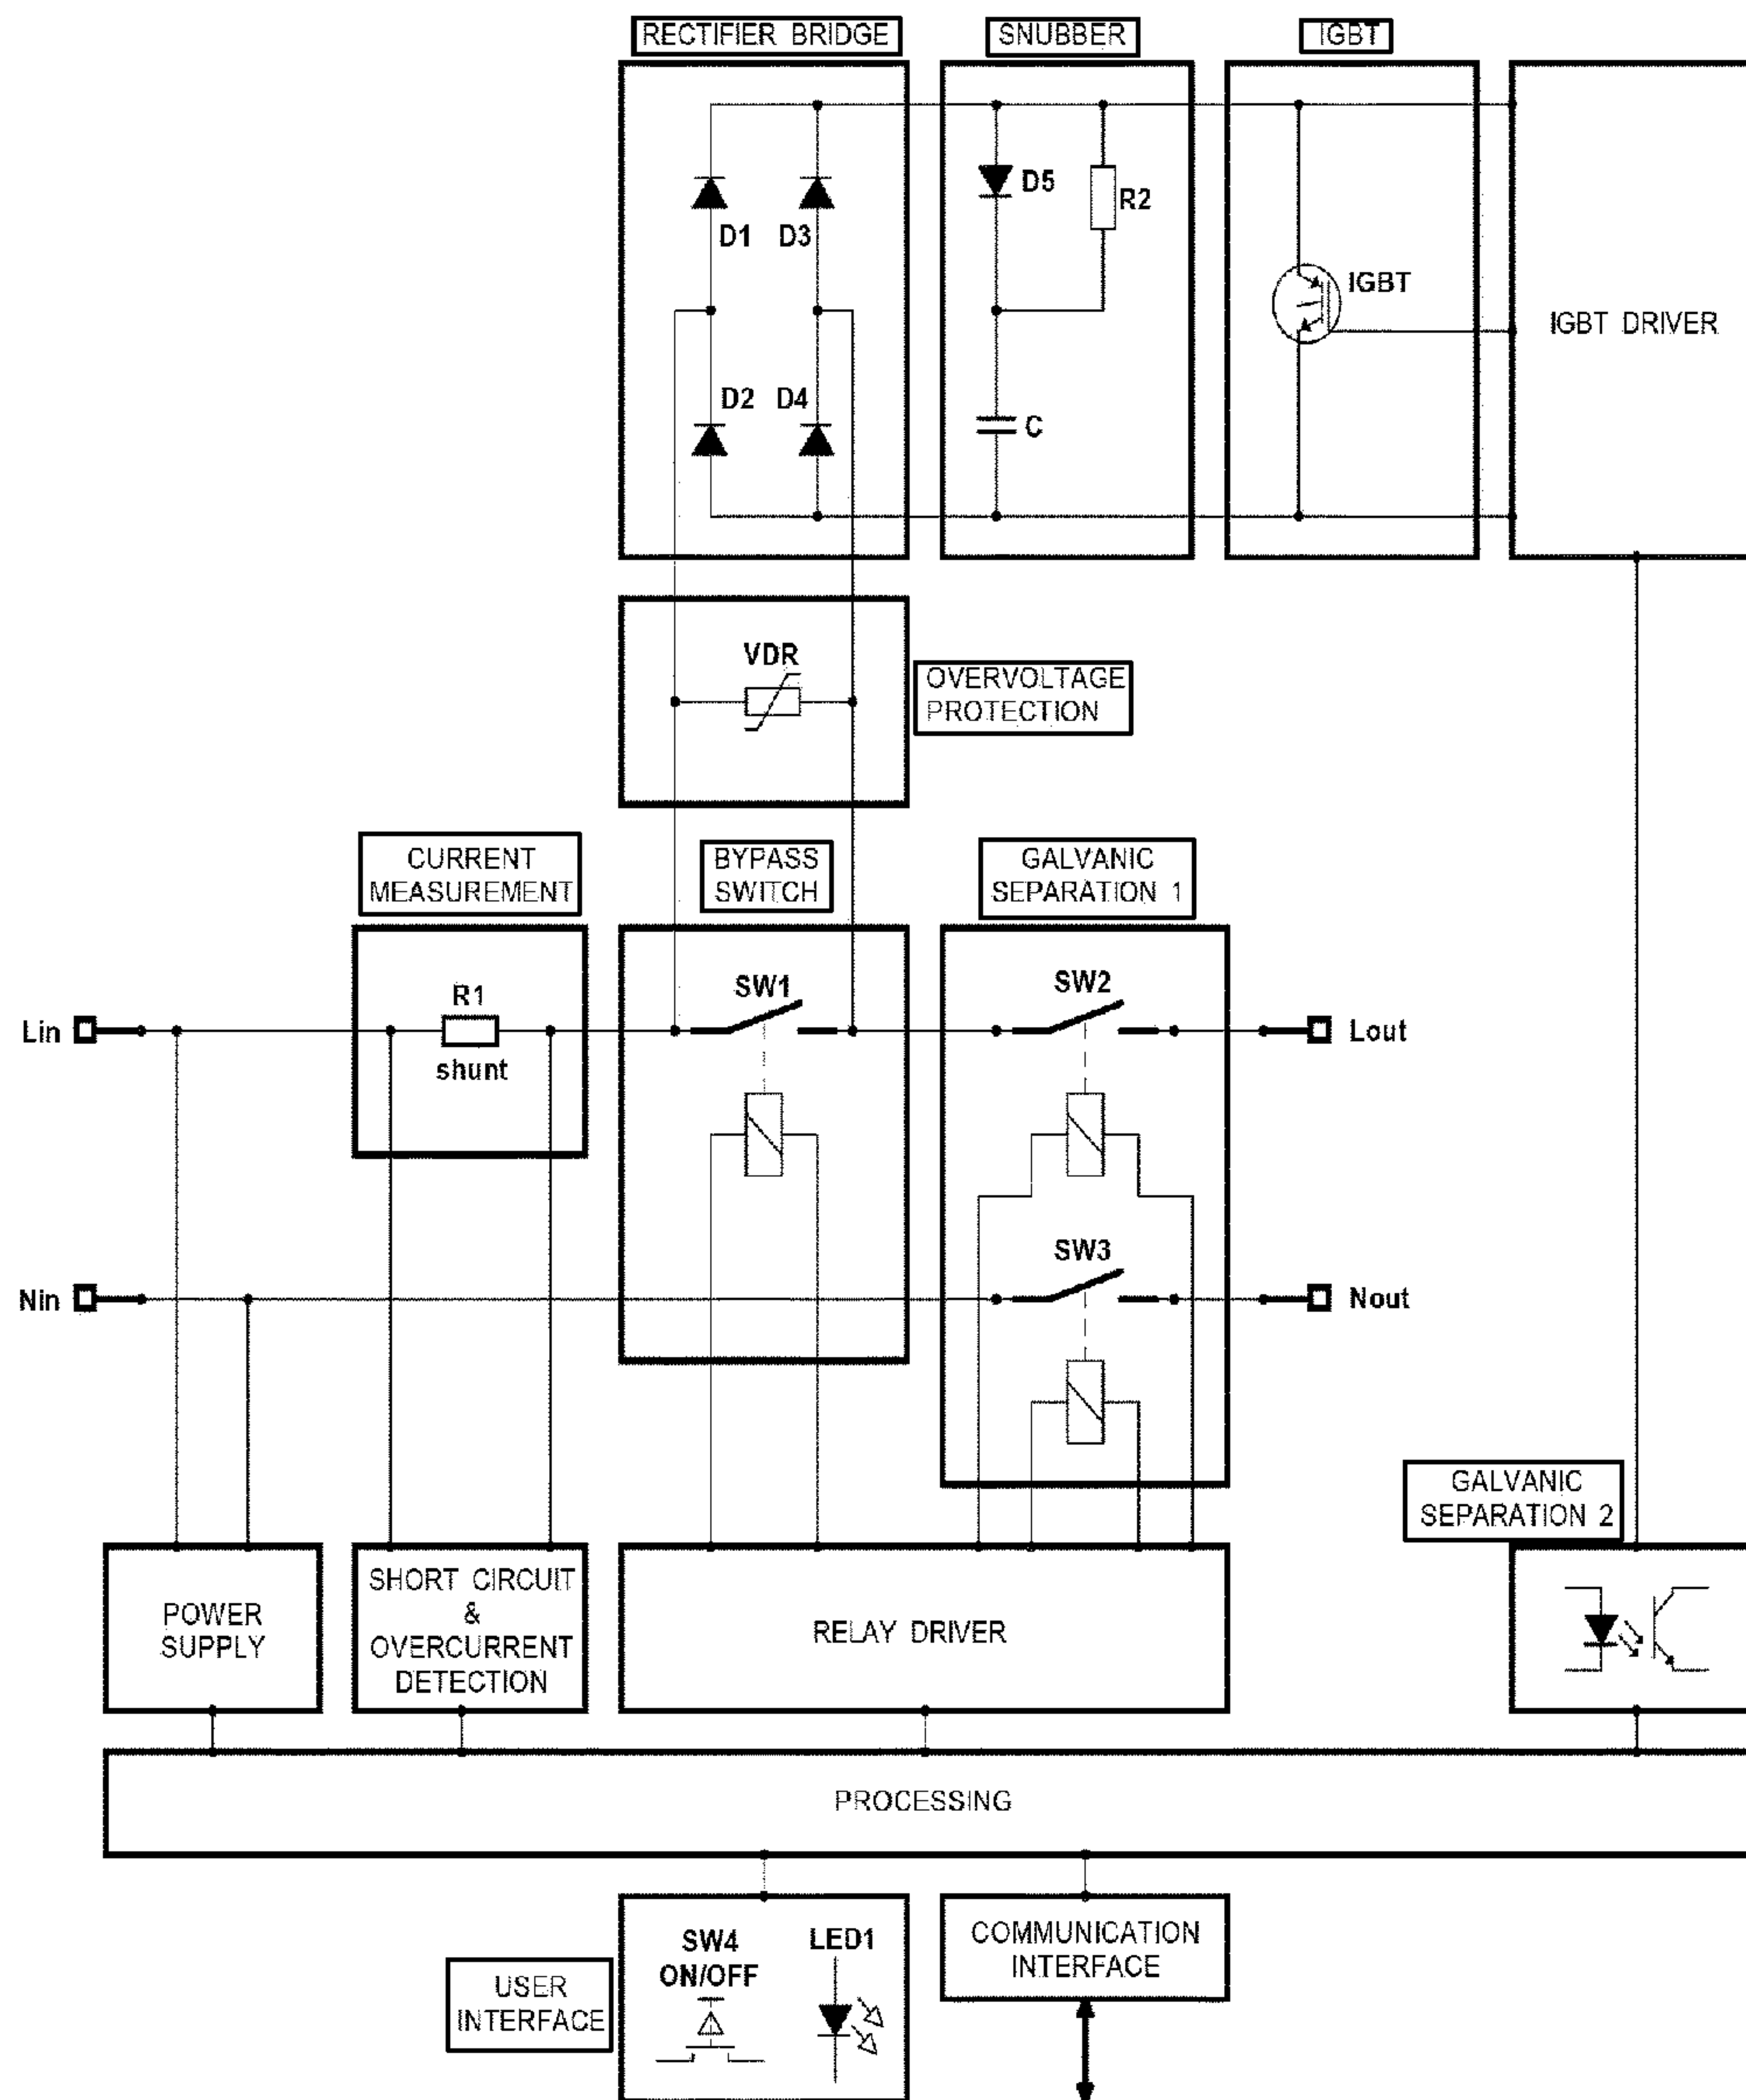 RECTIFIER BRIDGE
SNUBBER
IGBT
D5
R2
D1
D3
IGBT
IGBT DRIVER
D2
D4
C
VDR
OVERVOLTAGE
PROTECTION
CURRENT
MEASUREMENT
BYPASS
SWITCH
GALVANIC
SEPARATION 1
R1
shunt
SW1
SW2
Lin
Lout
SW3
Nin
Nout
GALVANIC
SEPARATION 2
POWER
SUPPLY
SHORT CIRCUIT
&
OVERCURRENT
DETECTION
RELAY DRIVER
PROCESSING
USER
INTERFACE
SW4
ON/OFF
LED1
COMMUNICATION
INTERFACE